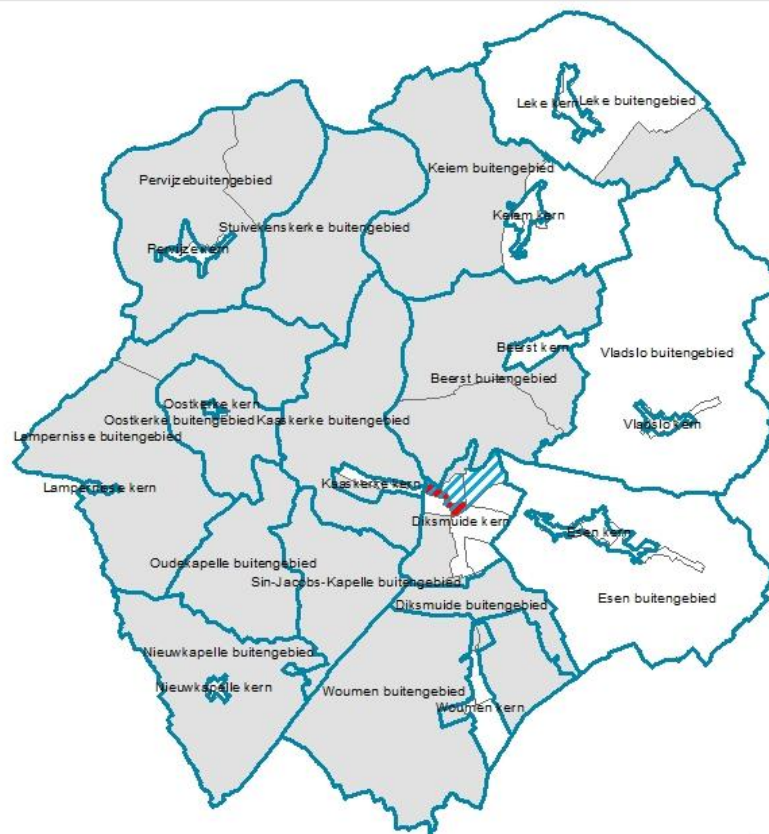 Leke kern
Leke buitengebied
Keiem buitengebied
Pervijzebuitengebied
Keiem kern
Stuivekenskerke buitengebied
Pervijze kern
Beerst kern
Vladslo buitengebied
Beerst buitengebied
Oostkerke kern
Oostkerke buitengebied
Kaaskerke buitengebied
Vladslo kern
Lampernisse buitengebied
Kaaskerke kern
Lampernisse kern
Diksmuide kern
Esen kern
Oudekapelle buitengebied
Sin-Jacobs-Kapelle buitengebied
Esen buitengebied
Diksmuide buitengebied
Nieuwkapelle buitengebied
Nieuwkapelle kern
Woumen buitengebied
Woumen kern